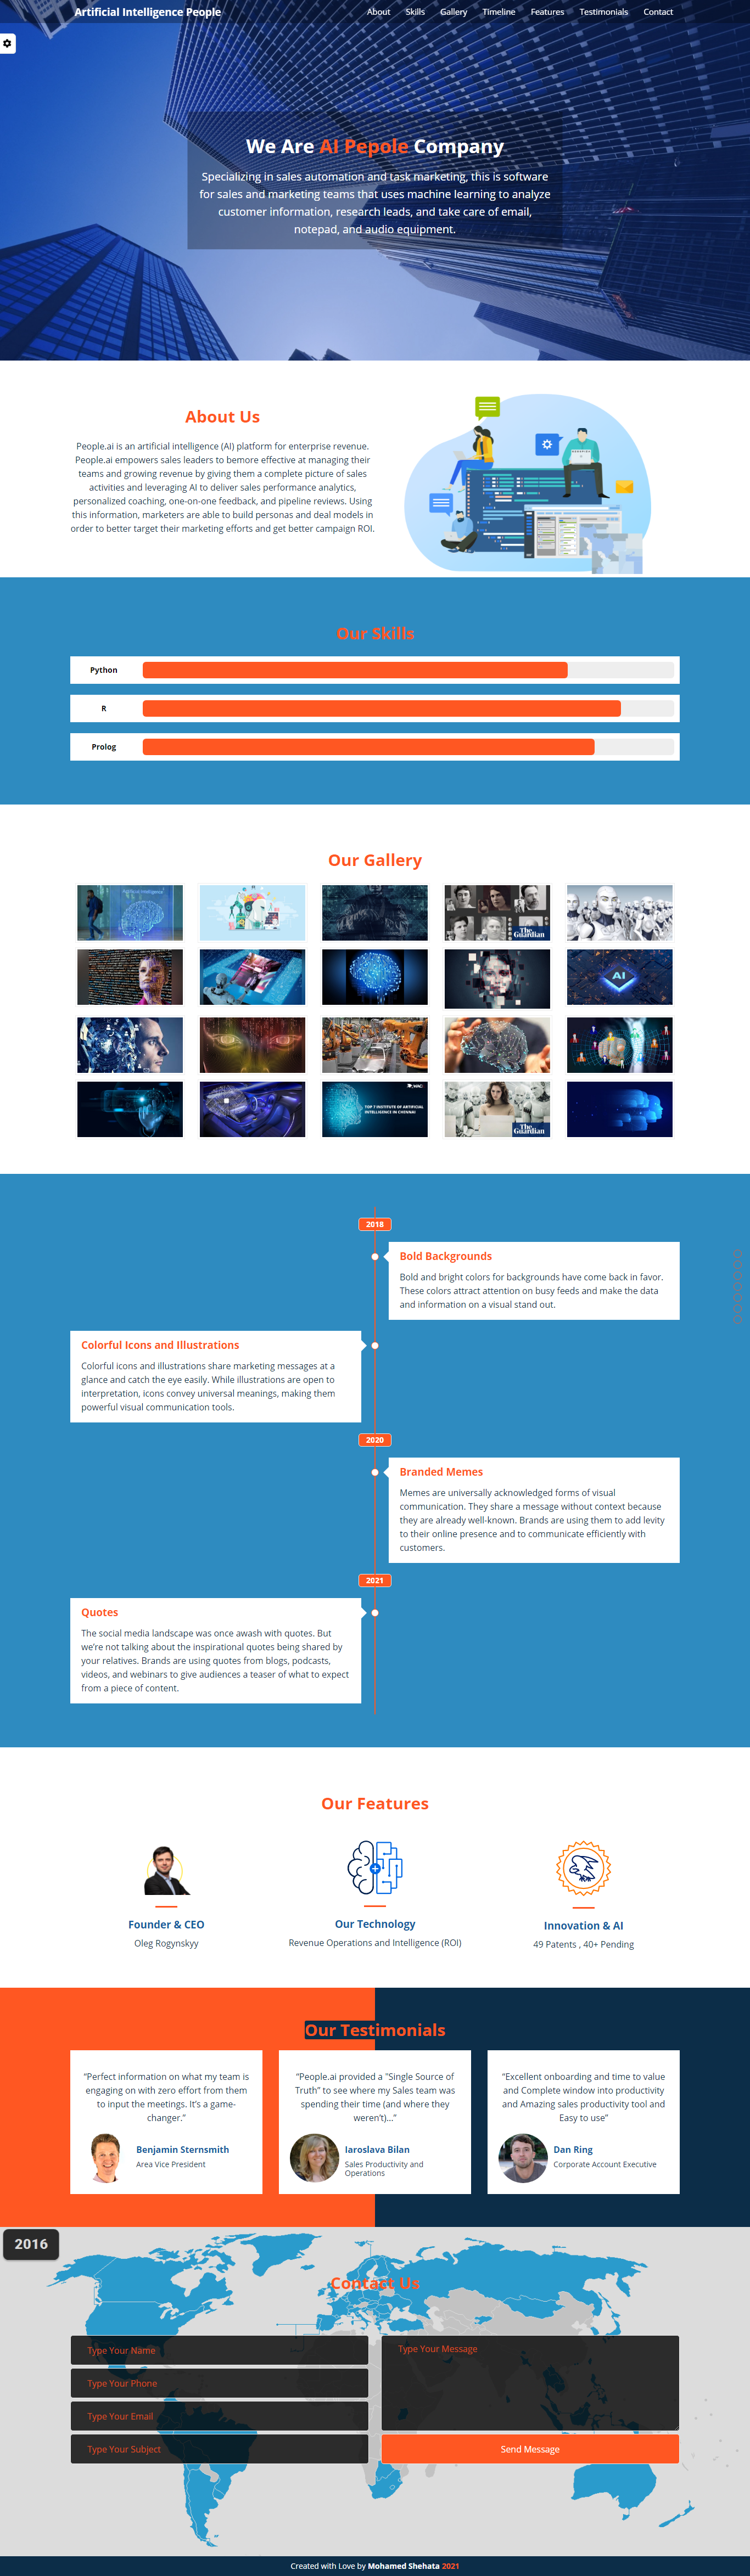 Artificial Intelligence People
About Skills Gallery Timeline Features Testimonials Contact
We Are AI Pepole Company
Specializing in sales automation and task marketing, this is software
for sales and marketing teams that uses machine learning to analyze
customer information, research leads, and take care of email,
notepad, and audio equipment.
About Us
People.ai is an artificial intelligence (AI) platform for enterprise revenue.
People.ai empowers sales leaders to bemore effective at managing their
teams and growing revenue by giving them a complete picture of sales
activities and leveraging AI to deliver sales performance analytics,
personalized coaching, one-on-one feedback, and pipeline reviews. Using
this information, marketers are able to build personas and deal models in
order to better target their marketing efforts and get better campaign ROI.
Our Skills
Python
R
Prolog
Our Gallery
Artificial Intelligence
The
Guardian
AI
TOP 7 INSTITUTE OF ARTIFICIAL
INTELLIGENCE IN CHENNAI
The
Guardian
2018
Bold Backgrounds
Bold and bright colors for backgrounds have come back in favor.
These colors attract attention on busy feeds and make the data
and information on a visual stand out.
Colorful Icons and Illustrations
Colorful icons and illustrations share marketing messages at a
glance and catch the eye easily. While illustrations are open to
interpretation, icons convey universal meanings, making them
powerful visual communication tools.
2020
Branded Memes
Memes are universally acknowledged forms of visual
communication. They share a message without context because
they are already well-known. Brands are using them to add levity
to their online presence and to communicate efficiently with
customers.
2021
Quotes
The social media landscape was once awash with quotes. But
we're not talking about the inspirational quotes being shared by
your relatives. Brands are using quotes from blogs, podcasts,
videos, and webinars to give audiences a teaser of what to expect
from a piece of content.
Our Features
Founder & CEO
Oleg Rogynskyy
Our Technology
Revenue Operations and Intelligence (ROI)
Innovation & AI
49 Patents , 40+ Pending
Our Testimonials
“Perfect information on what my team is
engaging on with zero effort from them
to input the meetings. It’s a game-
changer.”
Benjamin Sternsmith
Area Vice President
“People.ai provided a "Single Source of
Truth” to see where my Sales team was
spending their time (and where they
weren’t)...”
Iaroslava Bilan
Sales Productivity and
Operations
“Excellent onboarding and time to value
and Complete window into productivity
and Amazing sales productivity tool and
Easy to use”
Dan Ring
Corporate Account Executive
2016
Contact Us
Type Your Name
Type Your Phone
Type Your Email
Type Your Subject
Type Your Message
Send Message
Created with Love by Mohamed Shehata 2021